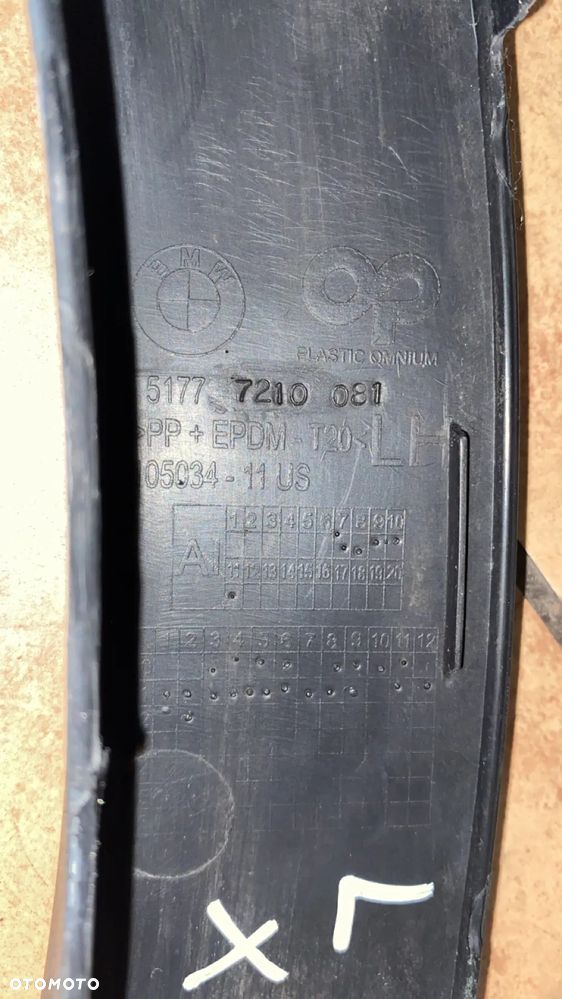 BMW
PLASTIC OMNIUM
5177 7210 081
>PP + EPDM - T20< LH
05034 - 11 US
A
1 2 3 4 5 6 7 8 9 10
11 12 13 14 15 16 17 18 19 20
1 2 3 4 5 6 7 8 9 10 11 12
X L
OTOMOTO